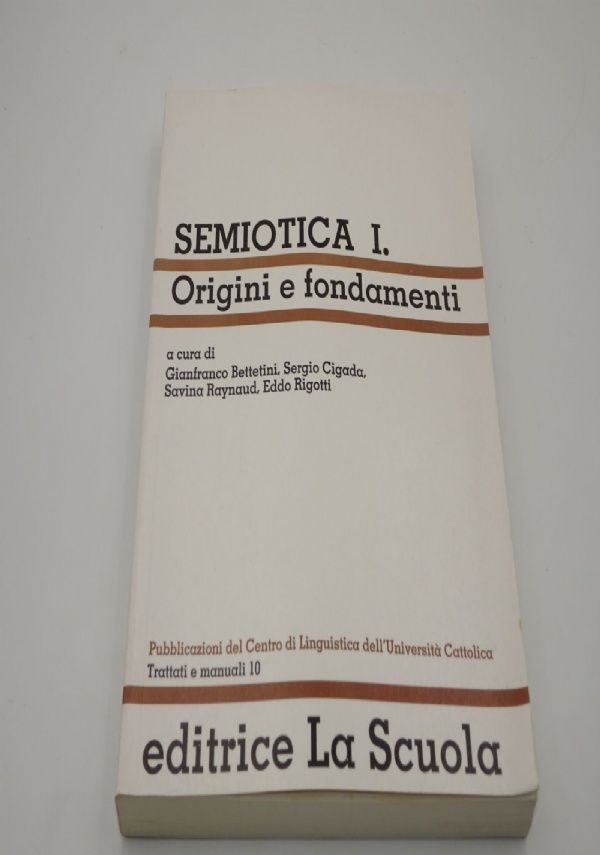 SEMIOTICA I.
Origini e fondamenti
a cura di
Gianfranco Bettetini, Sergio Cigada,
Savina Raynaud, Eddo Rigotti
Pubblicazioni del Centro di Linguistica dell'Università Cattolica
Trattati e manuali 10
editrice La Scuola